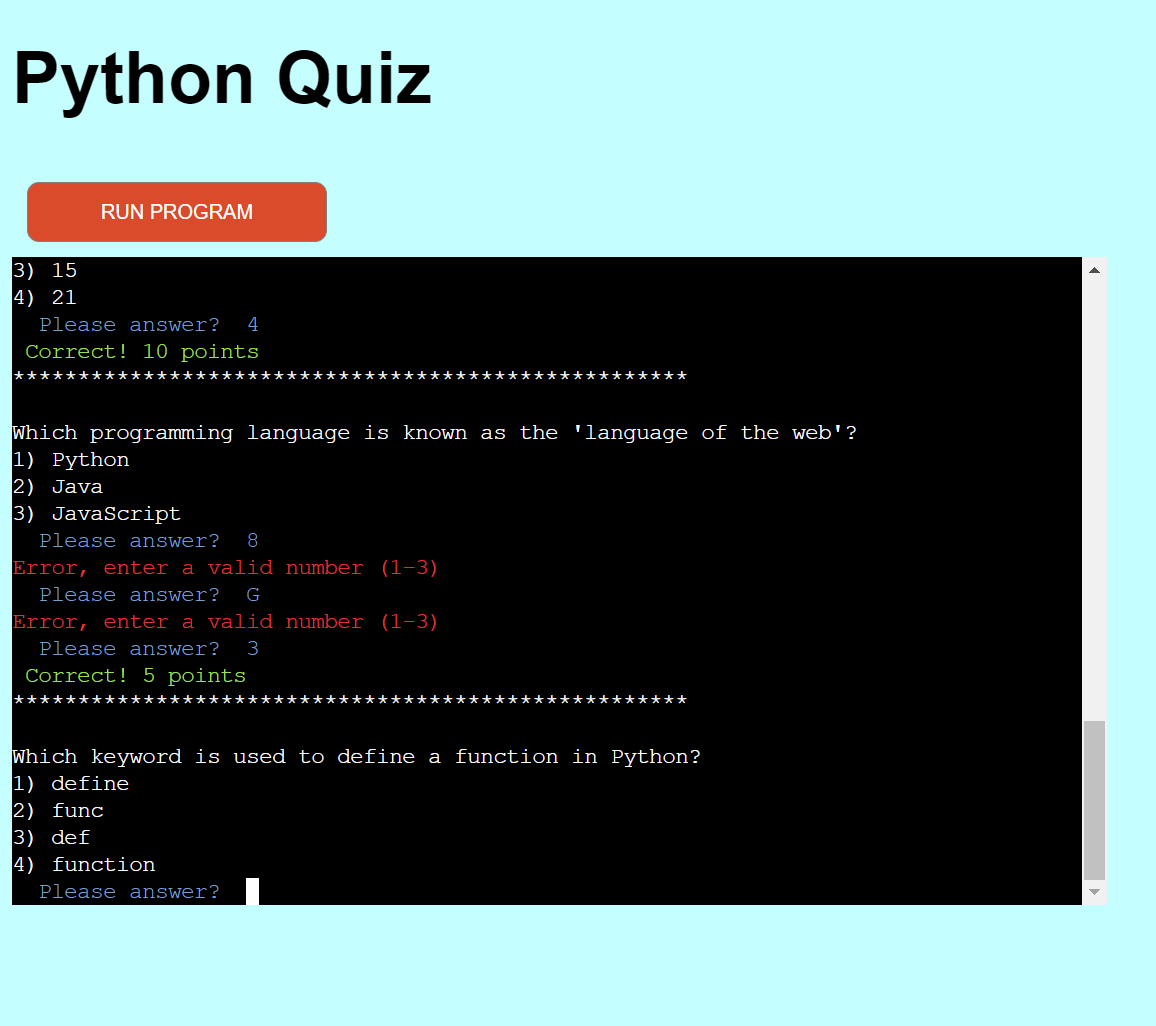 Python Quiz
RUN PROGRAM
3) 15
4) 21
Please answer? 4
Correct! 10 points
****************************************************
Which programming language is known as the 'language of the web'?
1) Python
2) Java
3) JavaScript
Please answer? 8
Error, enter a valid number (1-3)
Please answer? G
Error, enter a valid number (1-3)
Please answer? 3
Correct! 5 points
****************************************************
Which keyword is used to define a function in Python?
1) define
2) func
3) def
4) function
Please answer?